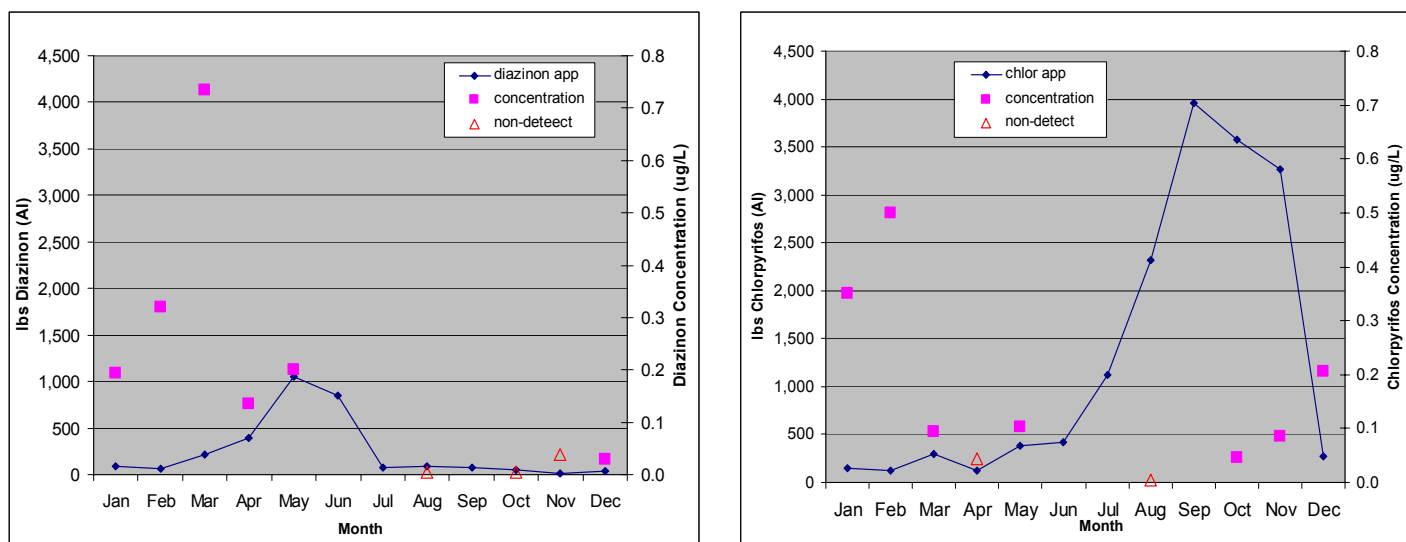 4,500
4,000
3,500
3,000
2,500
2,000
1,500
1,000
500
0
lbs Diazinon (AI)
diazinon app
concentration
non-deteect
0.8
0.7
0.6
0.5
0.4
0.3
0.2
0.1
0.0
Diazinon Concentration (ug/L)
Jan Feb Mar Apr May Jun Jul Aug Sep Oct Nov Dec
Month
4,500
4,000
3,500
3,000
2,500
2,000
1,500
1,000
500
0
lbs Chlorpyrifos (AI)
chlor app
concentration
non-detect
0.8
0.7
0.6
0.5
0.4
0.3
0.2
0.1
0.0
Chlorpyrifos Concentration (ug/L)
Jan Feb Mar Apr May Jun Jul Aug Sep Oct Nov Dec
Month